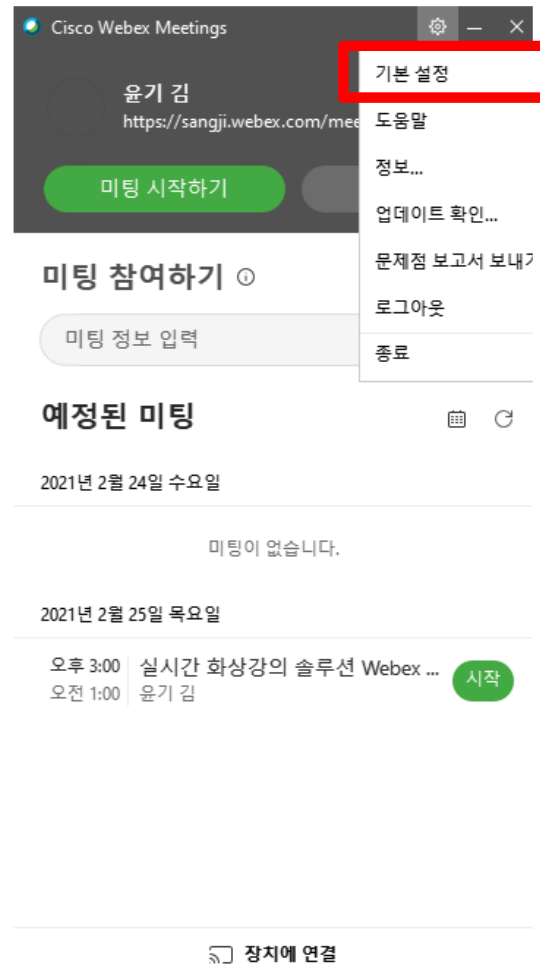 Cisco Webex Meetings
윤기 김
https://sangji.webex.com/mee
기본 설정
도움말
정보...
업데이트 확인...
문제점 보고서 보내기
로그아웃
종료
미팅 시작하기
미팅 참여하기
미팅 정보 입력
예정된 미팅
2021년 2월 24일 수요일
미팅이 없습니다.
2021년 2월 25일 목요일
오후 3:00 실시간 화상강의 솔루션 Webex ...
오전 1:00 윤기 김
시작
장치에 연결